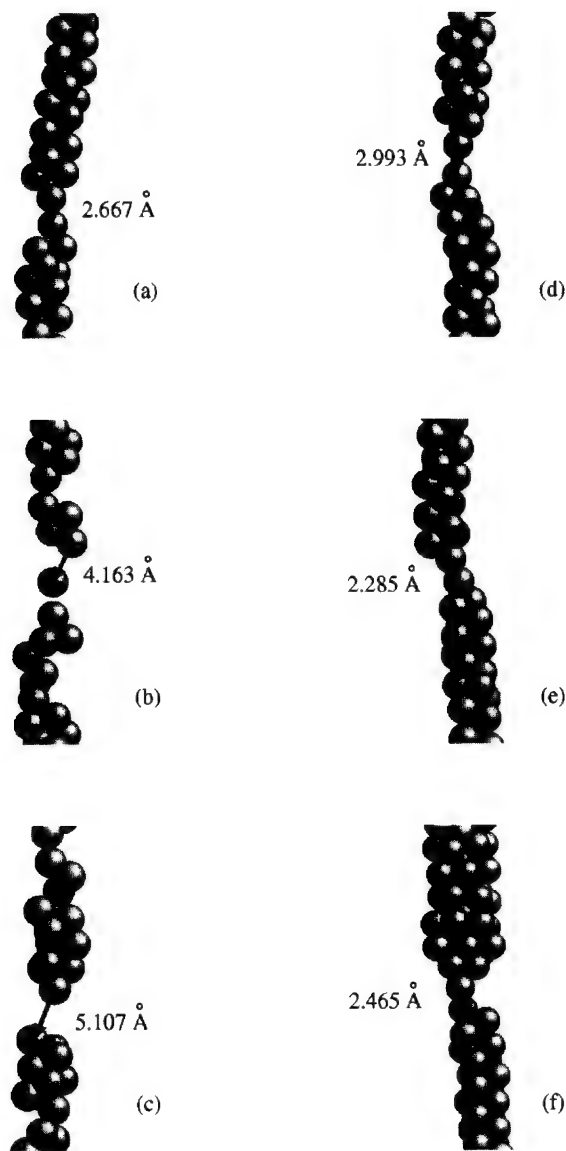 2.667 Å
(a)
4.163 Å
(b)
5.107 Å
(c)
2.993 Å
(d)
2.285 Å
(e)
2.465 Å
(f)